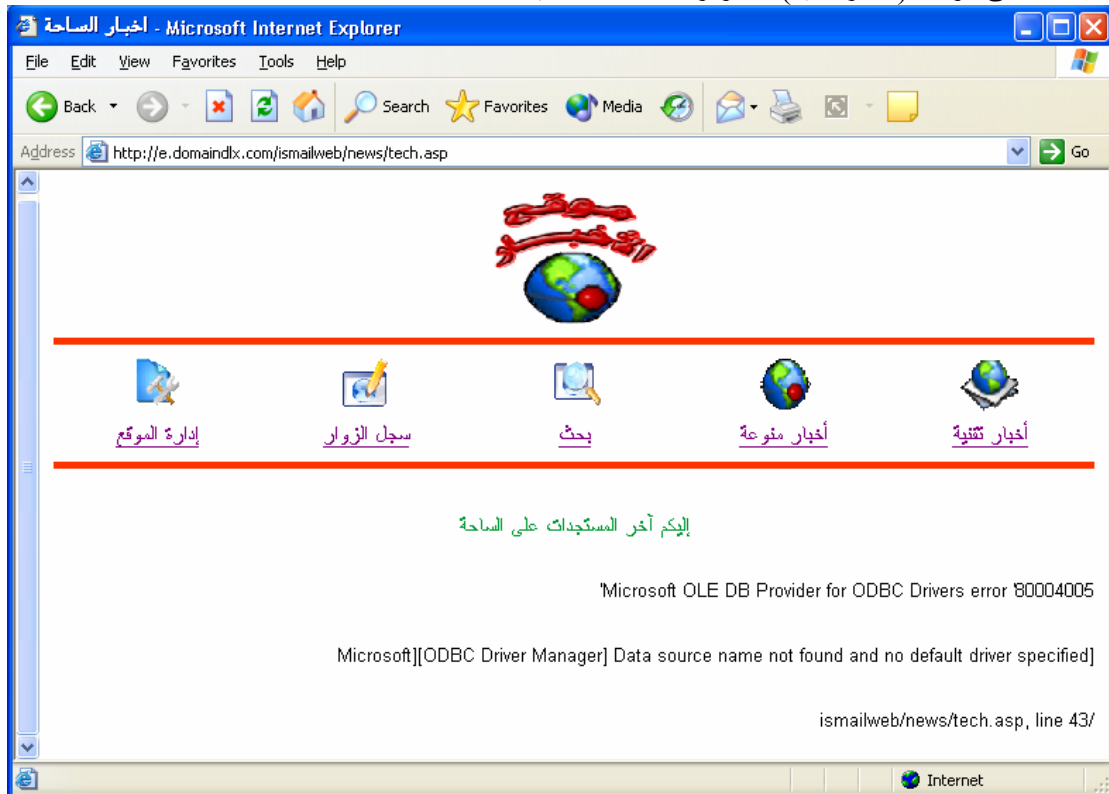 اخبار الساحة - Microsoft Internet Explorer
File Edit View Favorites Tools Help
Back Search Favorites Media
Address http://e.domaindlx.com/ismailweb/news/tech.asp Go
موقع
الأخبار
أخبار تقنية أخبار منوعة بحث سجل الزوار إدارة الموقع
إليكم آخر المستجدات على الساحة
'Microsoft OLE DB Provider for ODBC Drivers error '80004005
Microsoft][ODBC Driver Manager] Data source name not found and no default driver specified]
ismailweb/news/tech.asp, line 43/
Internet